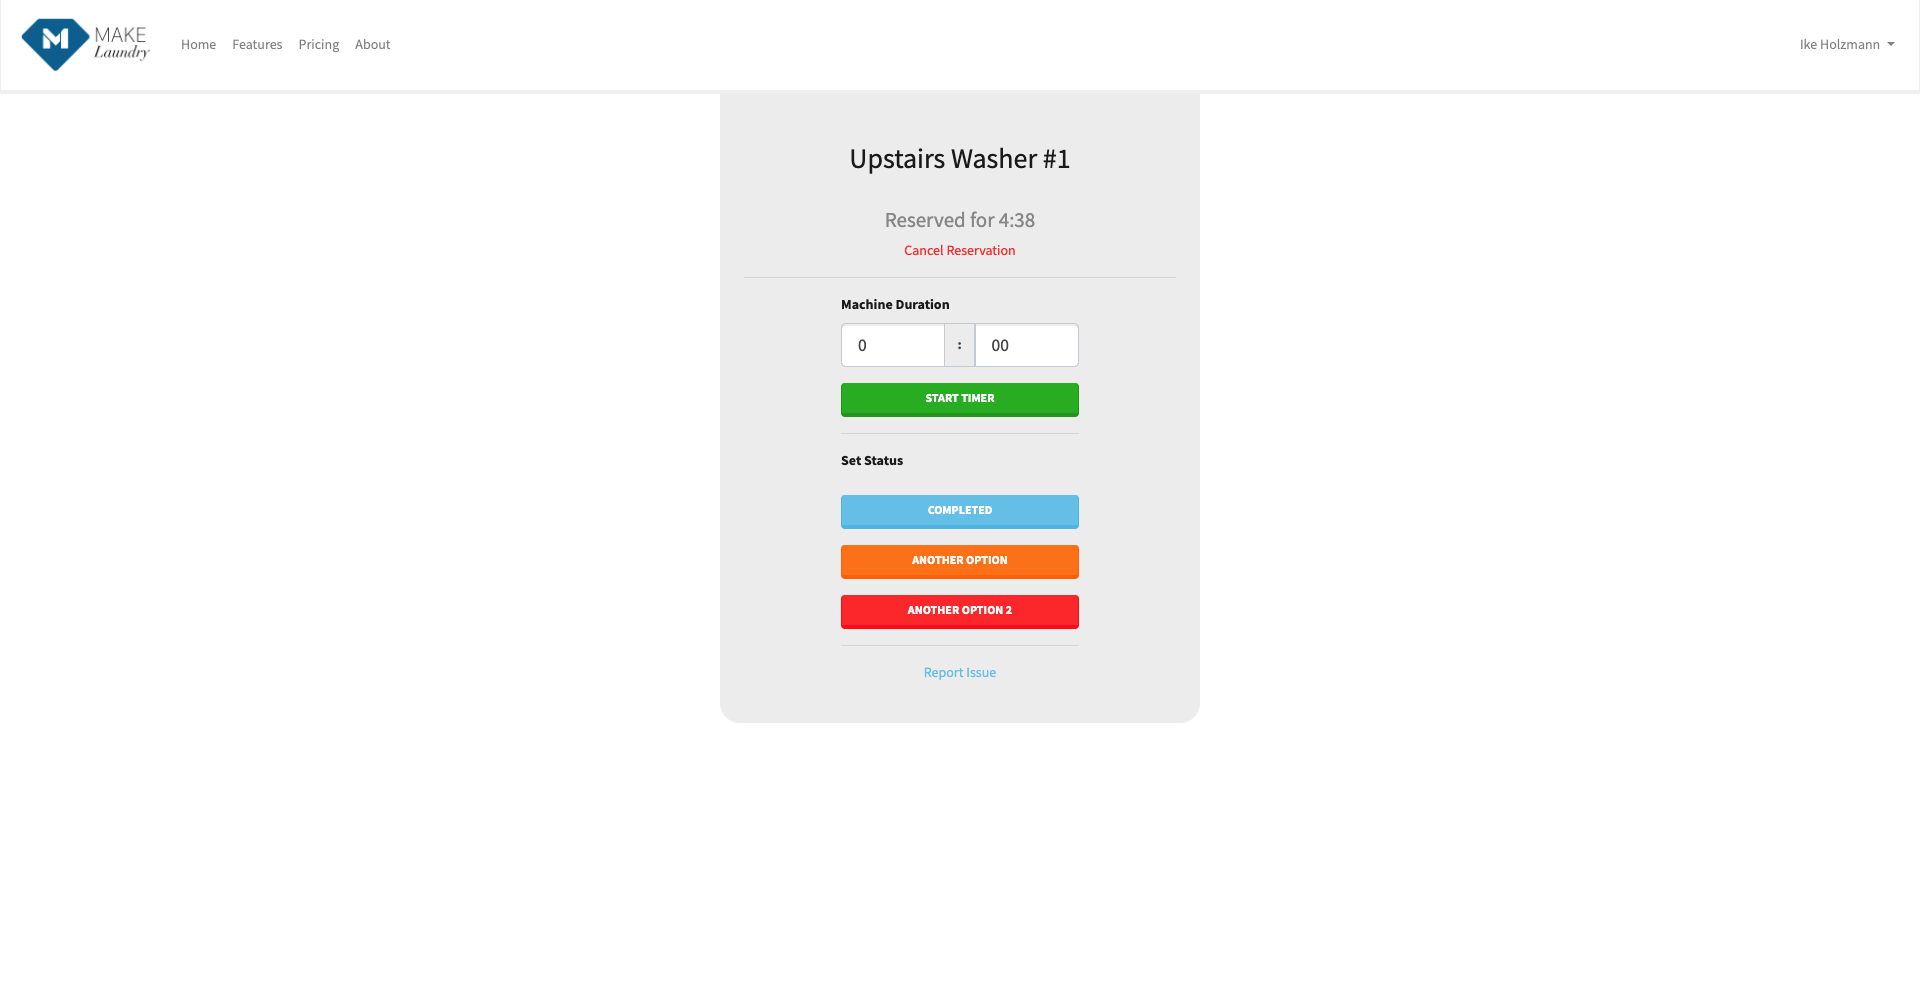 M MAKE
Laundry
Home Features Pricing About
Ike Holzmann
Upstairs Washer #1
Reserved for 4:38
Cancel Reservation
Machine Duration
0 : 00
START TIMER
Set Status
COMPLETED
ANOTHER OPTION
ANOTHER OPTION 2
Report Issue